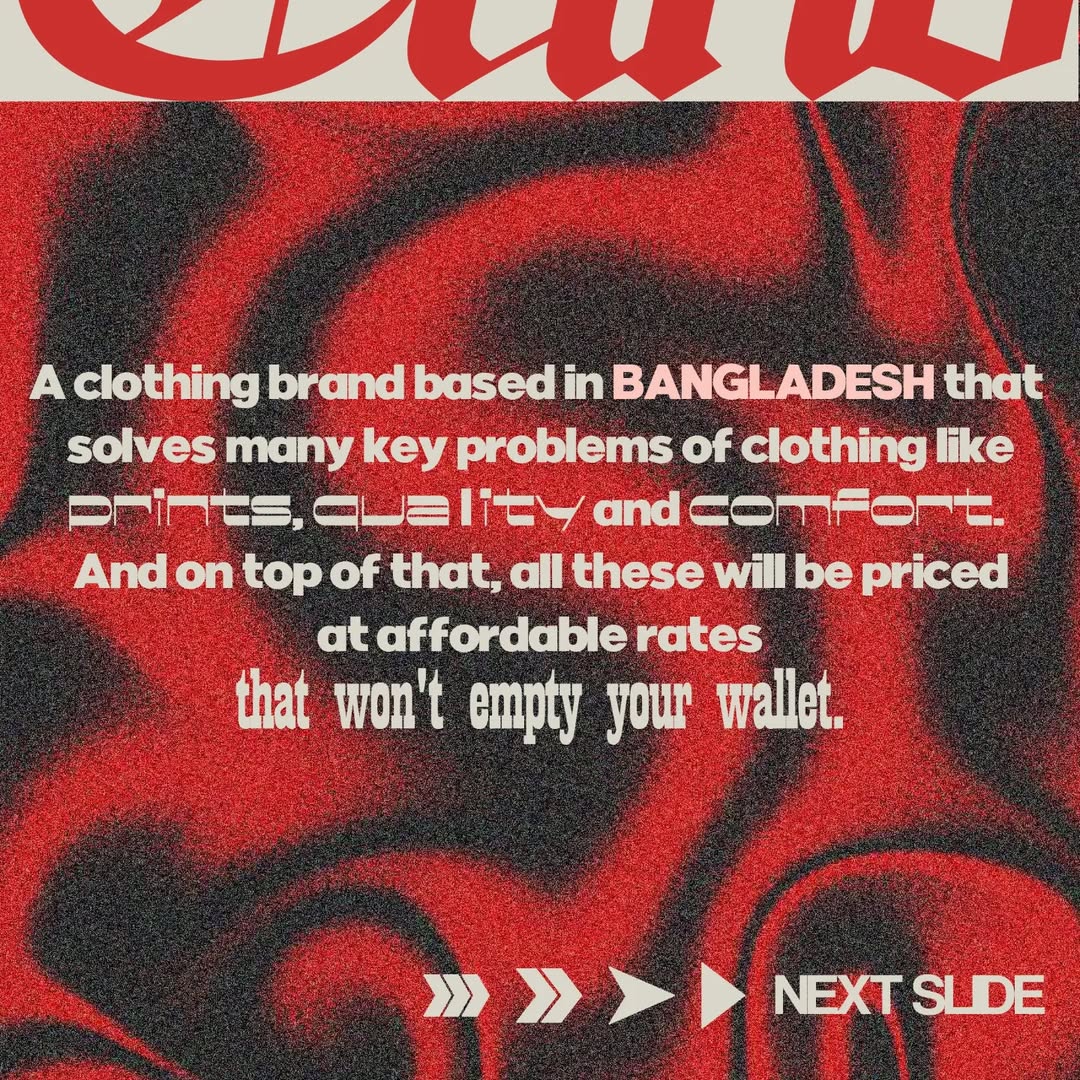 A clothing brand based in BANGLADESH that
solves many key problems of clothing like
prints, quality and comfort.
And on top of that, all these will be priced
at affordable rates
that won't empty your wallet.
NEXT SLIDE